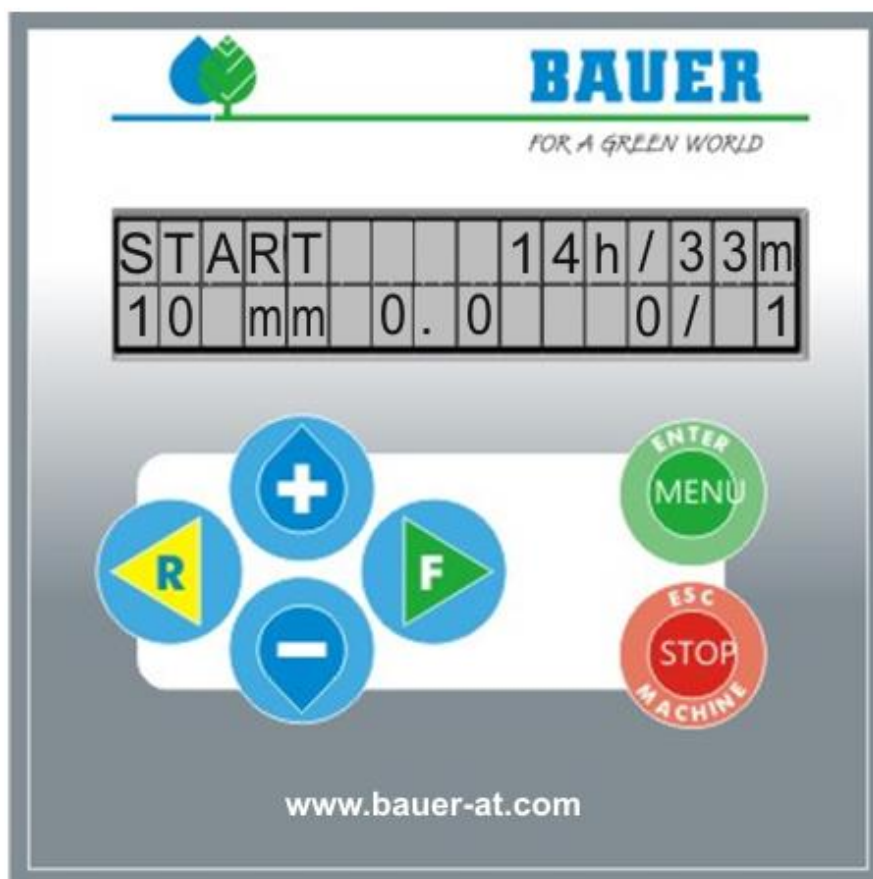 BAUER
FOR A GREEN WORLD
START 14h/33m
10 mm 0.0 0/ 1
+
R
F
−
ENTER
MENÙ
ESC
STOP
MACHINE
www.bauer-at.com